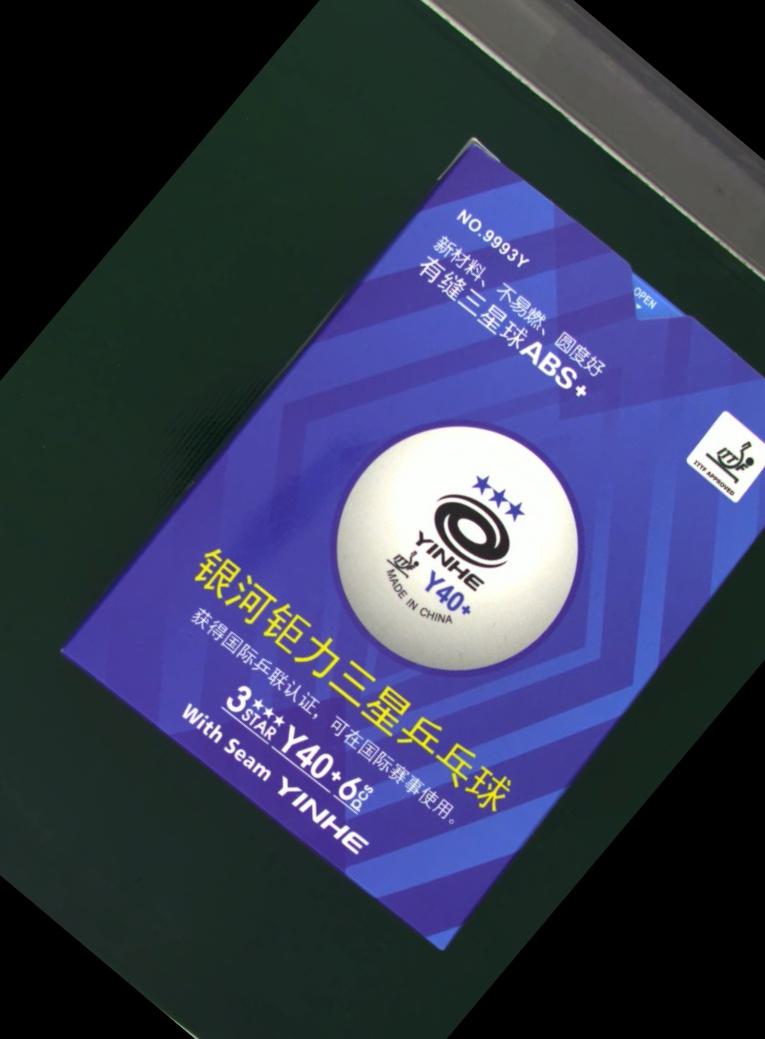 NO.9993Y
新材料、不易燃、圆度好
有缝三星球ABS+
OPEN
ITTF
ITTF APPROVED
YINHE
ITTF
Y40+
MADE IN CHINA
银河钜力三星乒乓球
获得国际乒联认证，可在国际赛事使用。
3★★★ STAR Y40+6PCS
With Seam YINHE